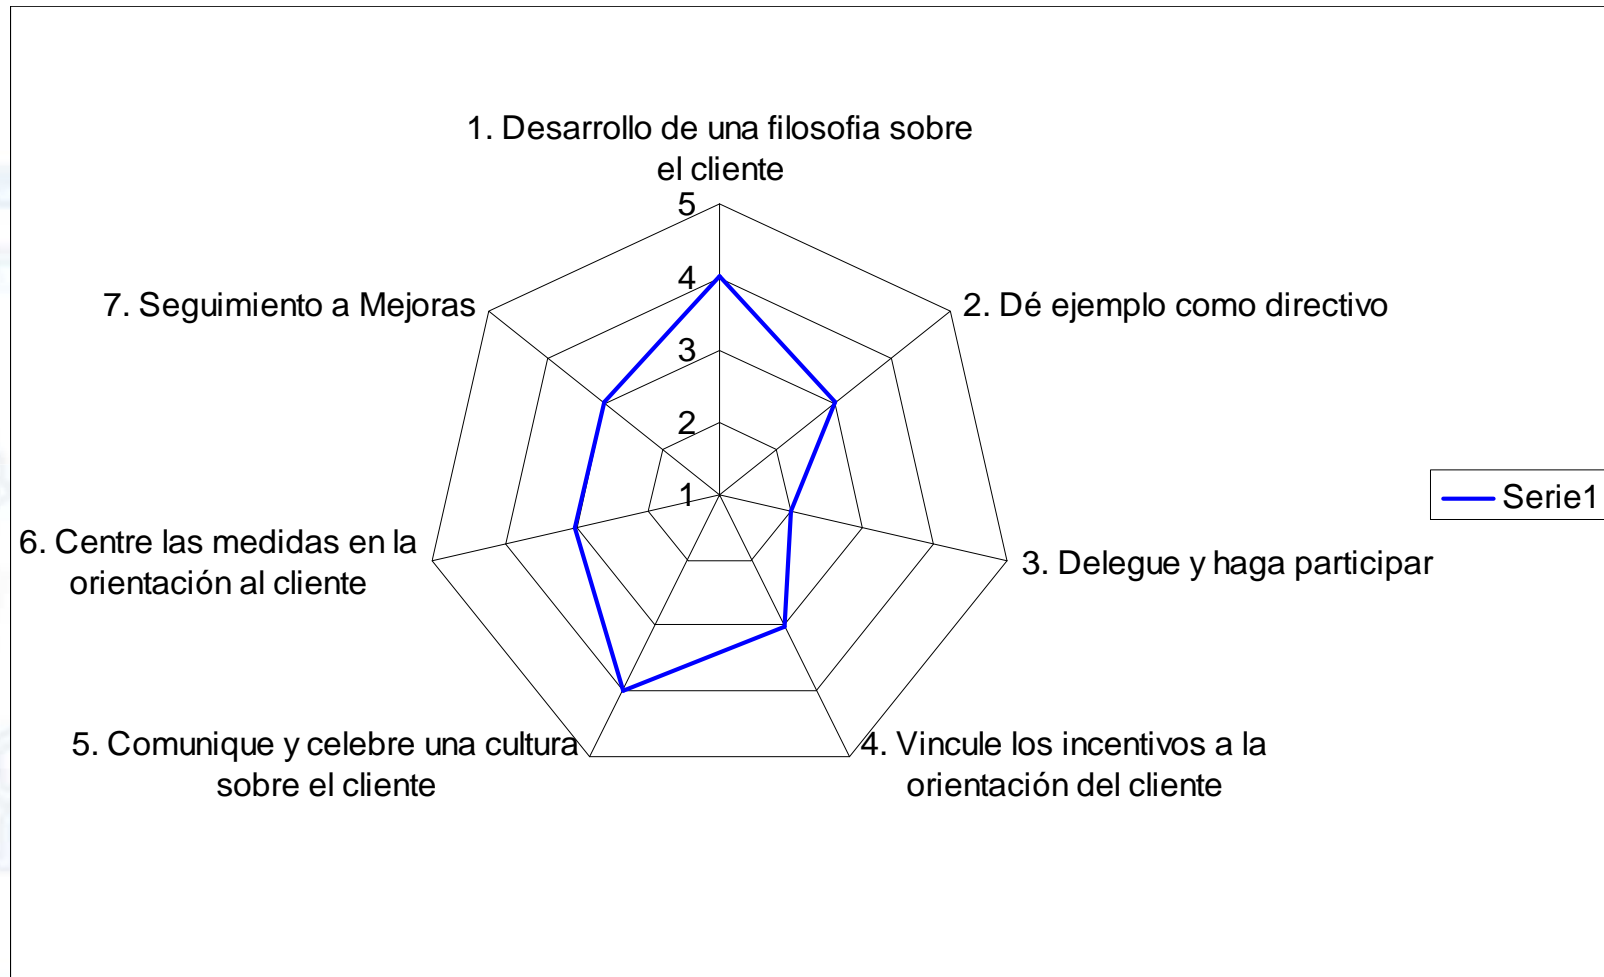 1. Desarrollo de una filosofia sobre
el cliente
5
4
3
2
1
2. Dé ejemplo como directivo
3. Delegue y haga participar
4. Vincule los incentivos a la
orientación del cliente
5. Comunique y celebre una cultura
sobre el cliente
6. Centre las medidas en la
orientación al cliente
7. Seguimiento a Mejoras
Serie1